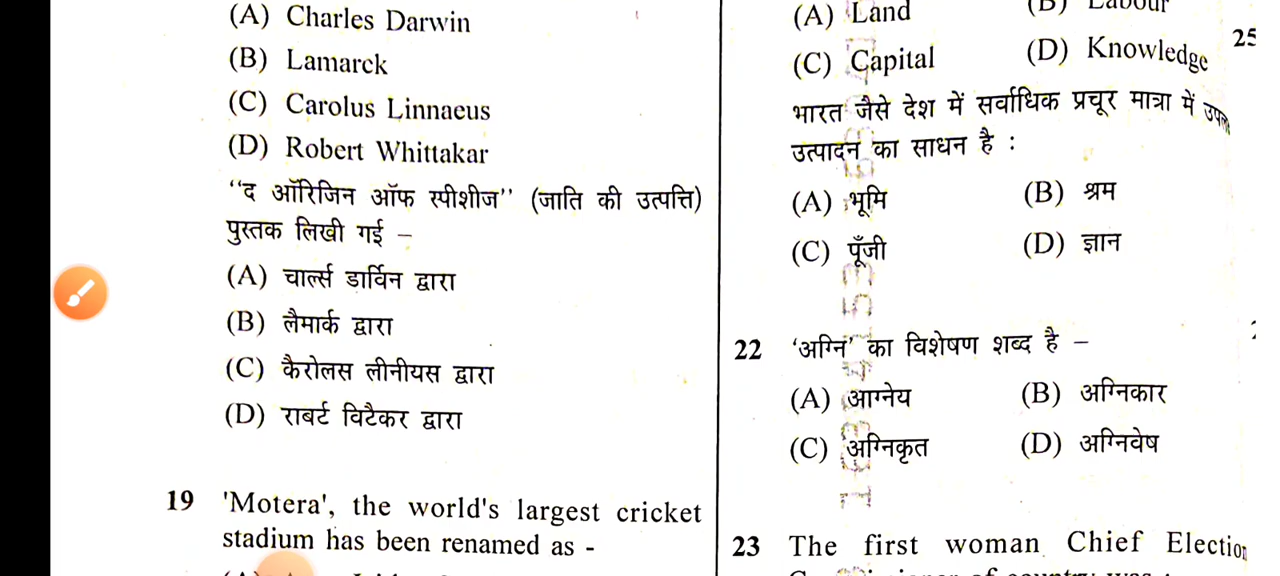 (A) Charles Darwin
(B) Lamarck
(C) Carolus Linnaeus
(D) Robert Whittakar
“द ऑरिजिन ऑफ स्पीशीज” (जाति की उत्पत्ति)
पुस्तक लिखी गई –
(A) चार्ल्स डार्विन द्वारा
(B) लैमार्क द्वारा
(C) कैरोलस लीनीयस द्वारा
(D) राबर्ट विटैकर द्वारा
19 'Motera', the world's largest cricket
stadium has been renamed as -
(A) Land (B) Labour
(C) Capital (D) Knowledge
भारत जैसे देश में सर्वाधिक प्रचूर मात्रा में
उत्पादन का साधन है :
(A) भूमि (B) श्रम
(C) पूँजी (D) ज्ञान
22 ‘अग्नि’ का विशेषण शब्द है –
(A) आग्नेय (B) अग्निकार
(C) अग्निकृत (D) अग्निवेष
23 The first woman Chief Election
25